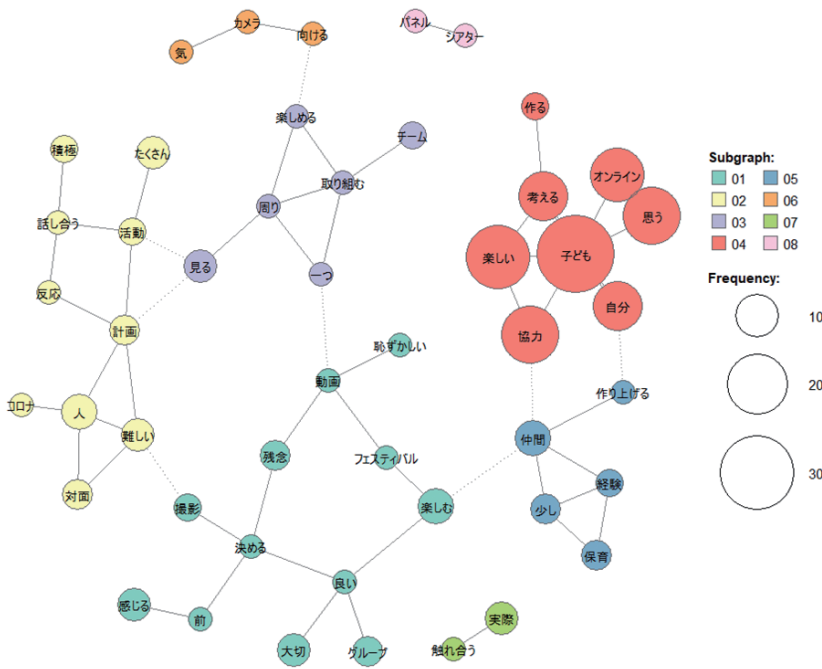 パネル
シアター
カメラ
向ける
気
楽しめる
チーム
作る
積極
たくさん
取り組む
考える
オンライン
思う
話し合う
活動
周り
見る
一つ
楽しい
子ども
自分
反応
計画
協力
恥ずかしい
動画
作り上げる
コロナ
人
難しい
仲間
残念
フェスティバル
経験
対面
撮影
楽しむ
少し
決める
保育
良い
感じる
前
実際
大切
グループ
触れ合う
Subgraph:
01 05
02 06
03 07
04 08
Frequency:
10
20
30